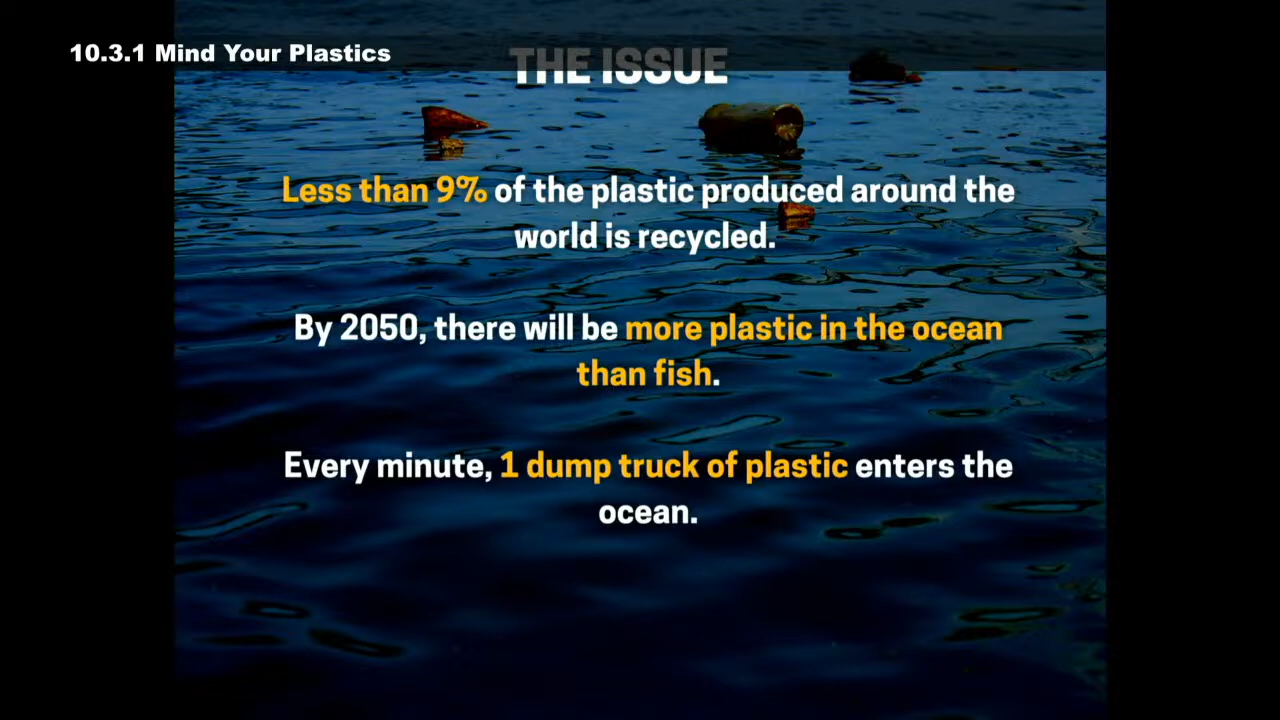 10.3.1 Mind Your Plastics
THE ISSUE
Less than 9% of the plastic produced around the
world is recycled.
By 2050, there will be more plastic in the ocean
than fish.
Every minute, 1 dump truck of plastic enters the
ocean.